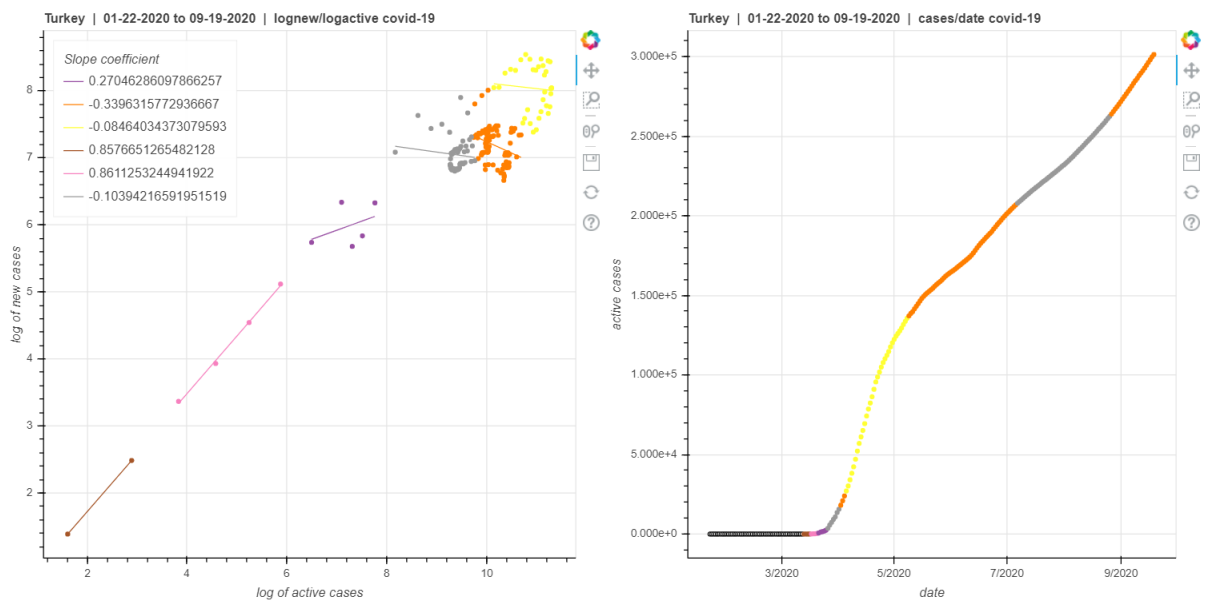 Turkey | 01-22-2020 to 09-19-2020 | lognew/logactive covid-19
Slope coefficient
0.27046286097866257
-0.3396315772936667
-0.08464034373079593
0.8576651265482128
0.8611253244941922
-0.10394216591951519
8
7
6
5
4
3
2
log of new cases
2
4
6
8
10
log of active cases
Turkey | 01-22-2020 to 09-19-2020 | cases/date covid-19
3.000e+5
2.500e+5
2.000e+5
1.500e+5
1.000e+5
5.000e+4
0.000e+0
active cases
3/2020
5/2020
7/2020
9/2020
date